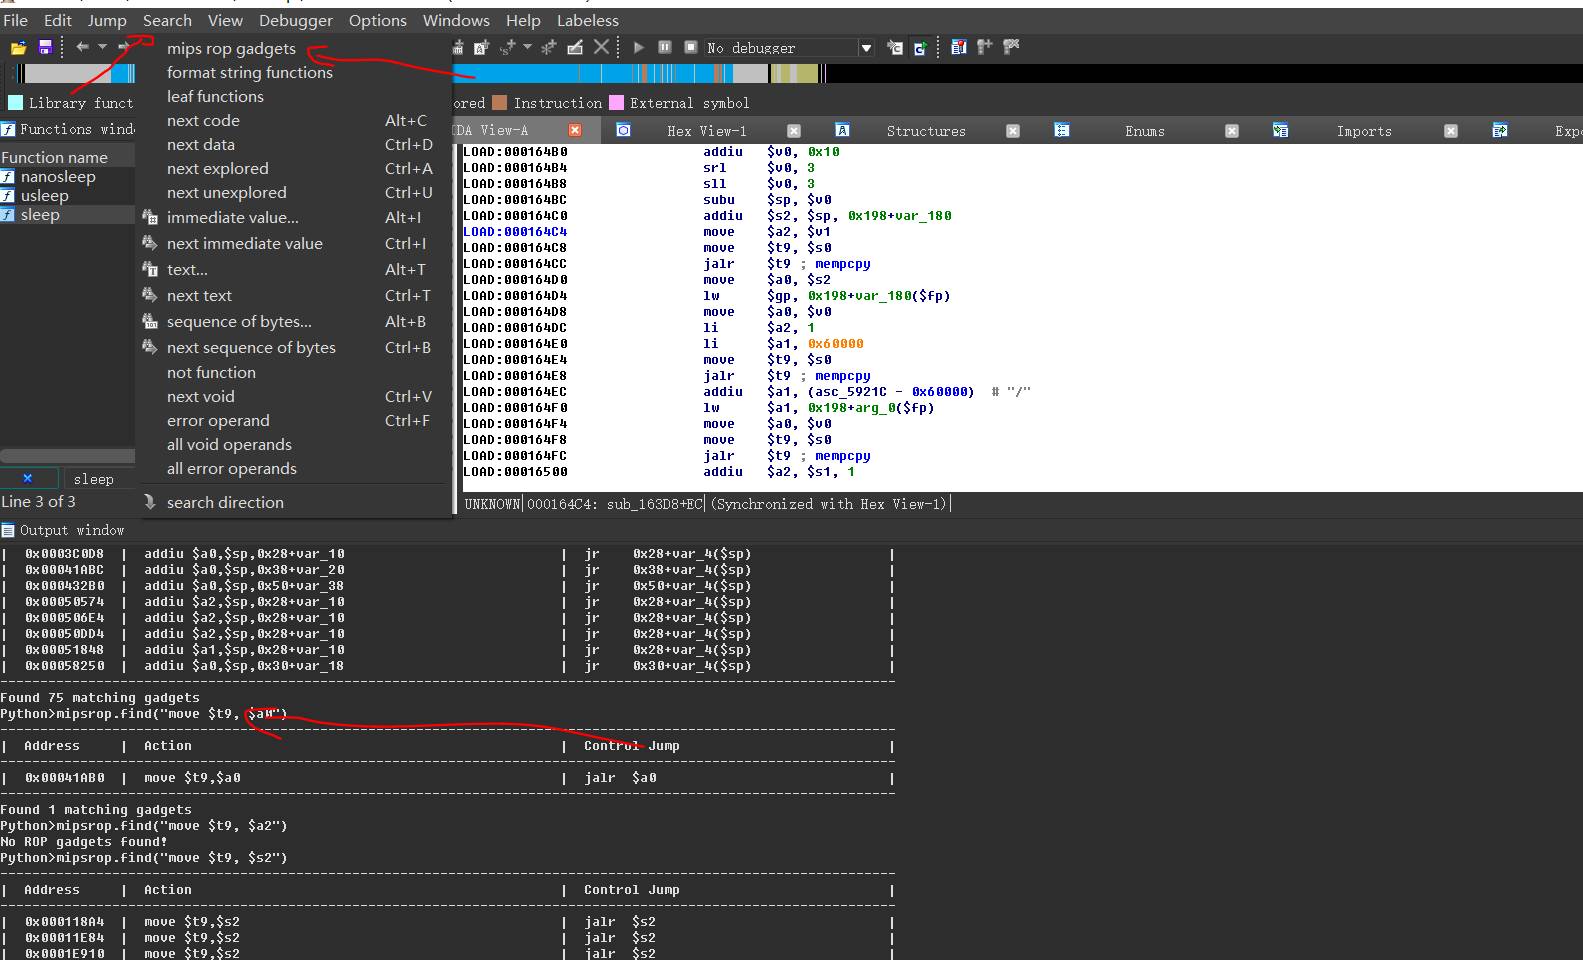 File Edit Jump Search View Debugger Options Windows Help Labeless
No debugger
mips rop gadgets
format string functions
leaf functions
next code Alt+C
next data Ctrl+D
next explored Ctrl+A
next unexplored Ctrl+U
immediate value... Alt+I
next immediate value Ctrl+I
text... Alt+T
next text Ctrl+T
sequence of bytes... Alt+B
next sequence of bytes Ctrl+B
not function
next void Ctrl+V
error operand Ctrl+F
all void operands
all error operands
search direction
Library funct
ored Instruction External symbol
Functions wind
Function name
nanosleep
usleep
sleep
sleep
Line 3 of 3
DA View-A Hex View-1 Structures Enums Imports Expo
LOAD:000164B0 addiu $v0, 0x10
LOAD:000164B4 srl $v0, 3
LOAD:000164B8 sll $v0, 3
LOAD:000164BC subu $sp, $v0
LOAD:000164C0 addiu $s2, $sp, 0x198+var_180
LOAD:000164C4 move $a2, $v1
LOAD:000164C8 move $t9, $s0
LOAD:000164CC jalr $t9 ; mempcpy
LOAD:000164D0 move $a0, $s2
LOAD:000164D4 lw $gp, 0x198+var_180($fp)
LOAD:000164D8 move $a0, $v0
LOAD:000164DC li $a2, 1
LOAD:000164E0 li $a1, 0x60000
LOAD:000164E4 move $t9, $s0
LOAD:000164E8 jalr $t9 ; mempcpy
LOAD:000164EC addiu $a1, (asc_5921C - 0x60000) # "/"
LOAD:000164F0 lw $a1, 0x198+arg_0($fp)
LOAD:000164F4 move $a0, $v0
LOAD:000164F8 move $t9, $s0
LOAD:000164FC jalr $t9 ; mempcpy
LOAD:00016500 addiu $a2, $s1, 1
UNKNOWN|000164C4: sub_163D8+EC|(Synchronized with Hex View-1)|
Output window
| 0x0003C0D8 | addiu $a0,$sp,0x28+var_10 | jr 0x28+var_4($sp) |
| 0x00041ABC | addiu $a0,$sp,0x38+var_20 | jr 0x38+var_4($sp) |
| 0x000432B0 | addiu $a0,$sp,0x50+var_38 | jr 0x50+var_4($sp) |
| 0x00050574 | addiu $a2,$sp,0x28+var_10 | jr 0x28+var_4($sp) |
| 0x000506E4 | addiu $a2,$sp,0x28+var_10 | jr 0x28+var_4($sp) |
| 0x00050DD4 | addiu $a2,$sp,0x28+var_10 | jr 0x28+var_4($sp) |
| 0x00051848 | addiu $a1,$sp,0x28+var_10 | jr 0x28+var_4($sp) |
| 0x00058250 | addiu $a0,$sp,0x30+var_18 | jr 0x30+var_4($sp) |
Found 75 matching gadgets
Python>mipsrop.find("move $t9, $a0")
| Address | Action | Control Jump |
| 0x00041AB0 | move $t9,$a0 | jalr $a0 |
Found 1 matching gadgets
Python>mipsrop.find("move $t9, $a2")
No ROP gadgets found!
Python>mipsrop.find("move $t9, $s2")
| Address | Action | Control Jump |
| 0x000118A4 | move $t9,$s2 | jalr $s2 |
| 0x00011E84 | move $t9,$s2 | jalr $s2 |
| 0x0001E910 | move $t9,$s2 | jalr $s2 |